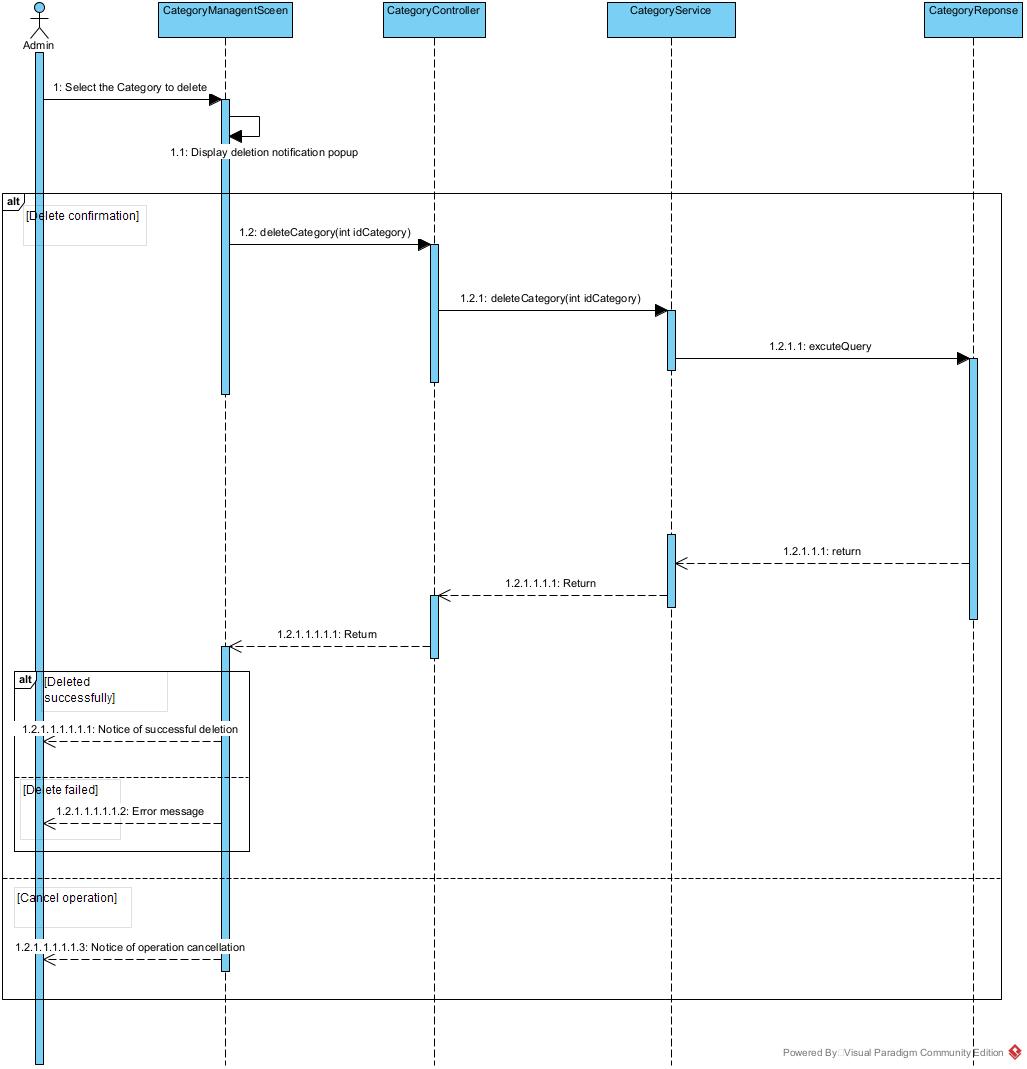 CategoryManagentSceen
CategoryController
CategoryService
CategoryReponse
Admin
1: Select the Category to delete
1.1: Display deletion notification popup
alt
[Delete confirmation]
1.2: deleteCategory(int idCategory)
1.2.1: deleteCategory(int idCategory)
1.2.1.1: excuteQuery
1.2.1.1.1: return
1.2.1.1.1.1: Return
1.2.1.1.1.1.1: Return
alt
[Deleted
successfully]
1.2.1.1.1.1.1.1: Notice of successful deletion
[Delete failed]
1.2.1.1.1.1.1.2: Error message
[Cancel operation]
1.2.1.1.1.1.1.3: Notice of operation cancellation
Powered By Visual Paradigm Community Edition